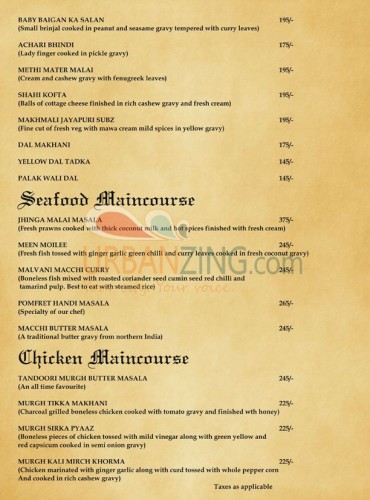 BABY BAIGAN KA SALAN 195/-
(Small brinjal cooked in peanut and seasame gravy tempered with curry leaves)
ACHARI BHINDI 175/-
(Lady finger cooked in pickle gravy)
METHI MATER MALAI 195/-
(Cream and cashew gravy with fenugreek leaves)
SHAHI KOFTA 195/-
(Balls of cottage cheese finished in rich cashew gravy and fresh cream)
MAKHMALI JAYAPURI SUBZ 195/-
(Fine cut of fresh veg with mawa cream mild spices in yellow gravy)
DAL MAKHANI 175/-
YELLOW DAL TADKA 145/-
PALAK WALI DAL 145/-
Seafood Maincourse
JHINGA MALAI MASALA 375/-
(Fresh prawns cooked with thick coconut milk and hot spices finished with fresh cream)
MEEN MOILEE 245/-
(Fresh fish tossed with ginger garlic green chilli and curry leaves cooked in fresh coconut gravy)
URBANZING.com
MALVANI MACCHI CURRY 245/-
(Boneless fish mixed with roasted coriander seed cumin seed red chilli and
tamarind pulp. Best to eat with steamed rice)
your voice
POMFRET HANDI MASALA 265/-
(Specialty of our chef)
MACCHI BUTTER MASALA 245/-
(A traditional butter gravy from northern India)
Chicken Maincourse
TANDOORI MURGH BUTTER MASALA 245/-
(An all time favourite)
MURGH TIKKA MAKHANI 225/-
(Charcoal grilled boneless chicken cooked with tomato gravy and finished wth honey)
MURGH SIRKA PYAAZ 225/-
(Boneless pieces of chicken tossed with mild vinegar along with green yellow and
red capsicum cooked in semi onion gravy)
MURGH KALI MIRCH KHORMA 225/-
(Chicken marinated with ginger garlic along with curd tossed with whole pepper corn
And cooked in rich cashew gravy)
Taxes as applicable